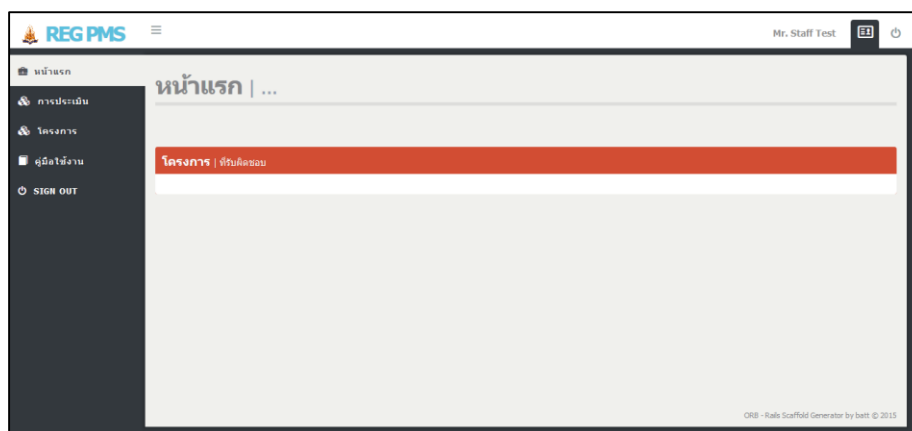 REG PMS
Mr. Staff Test
หน้าแรก
การประเมิน
โครงการ
คู่มือใช้งาน
SIGN OUT
หน้าแรก | ...
โครงการ | ที่รับผิดชอบ
ORB - Rails Scaffold Generator by batt © 2015